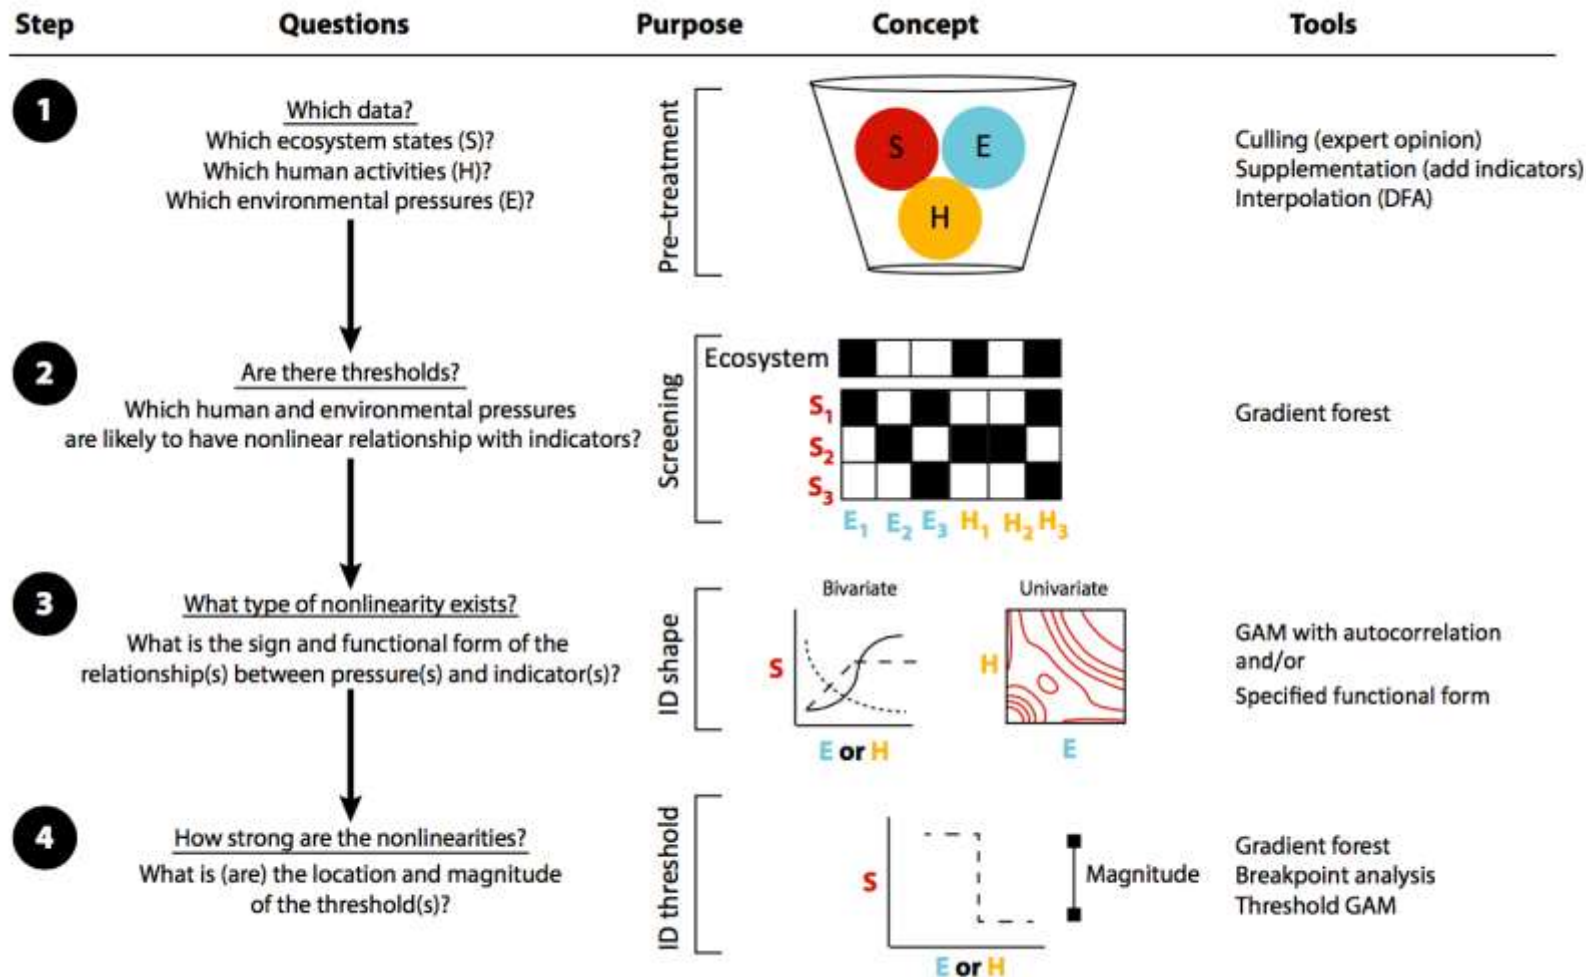 Step Questions Purpose Concept Tools
1
Which data?
Which ecosystem states (S)?
Which human activities (H)?
Which environmental pressures (E)?
Pre–treatment
S E
H
Culling (expert opinion)
Supplementation (add indicators)
Interpolation (DFA)
2
Are there thresholds?
Which human and environmental pressures
are likely to have nonlinear relationship with indicators?
Screening
Ecosystem
S1
S2
S3
E1 E2 E3 H1 H2 H3
Gradient forest
3
What type of nonlinearity exists?
What is the sign and functional form of the
relationship(s) between pressure(s) and indicator(s)?
ID shape
Bivariate
S
E or H
Univariate
H
E
GAM with autocorrelation
and/or
Specified functional form
4
How strong are the nonlinearities?
What is (are) the location and magnitude
of the threshold(s)?
ID threshold
S
E or H
Magnitude
Gradient forest
Breakpoint analysis
Threshold GAM